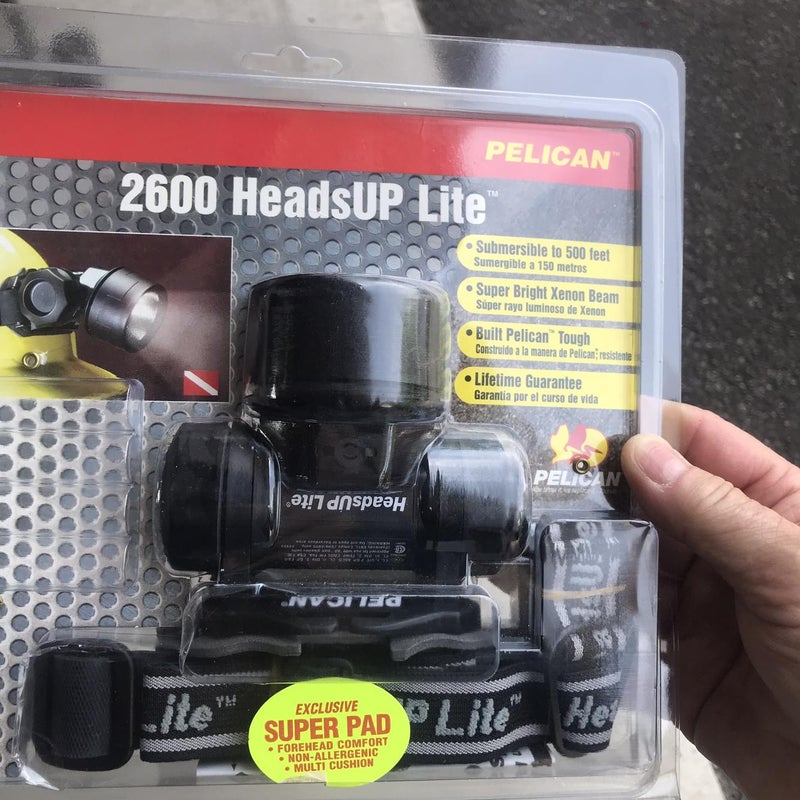 PELICAN™
2600 HeadsUP Lite™
• Submersible to 500 feet
Sumergible a 150 metros
• Super Bright Xenon Beam
Súper rayo luminoso de Xenon
• Built Pelican™ Tough
Construido a la manera de Pelican™, resistente
• Lifetime Guarantee
Garantía por el curso de vida
PELICAN
HeadsUP Lite®
PELICAN
Lite™
UP Lite™
He
EXCLUSIVE
SUPER PAD
• FOREHEAD COMFORT
• NON-ALLERGENIC
• MULTI CUSHION